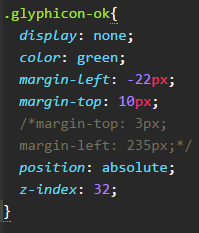 .glyphicon-ok{
display: none;
color: green;
margin-left: -22px;
margin-top: 10px;
/*margin-top: 3px;
margin-left: 235px;*/
position: absolute;
z-index: 32;
}